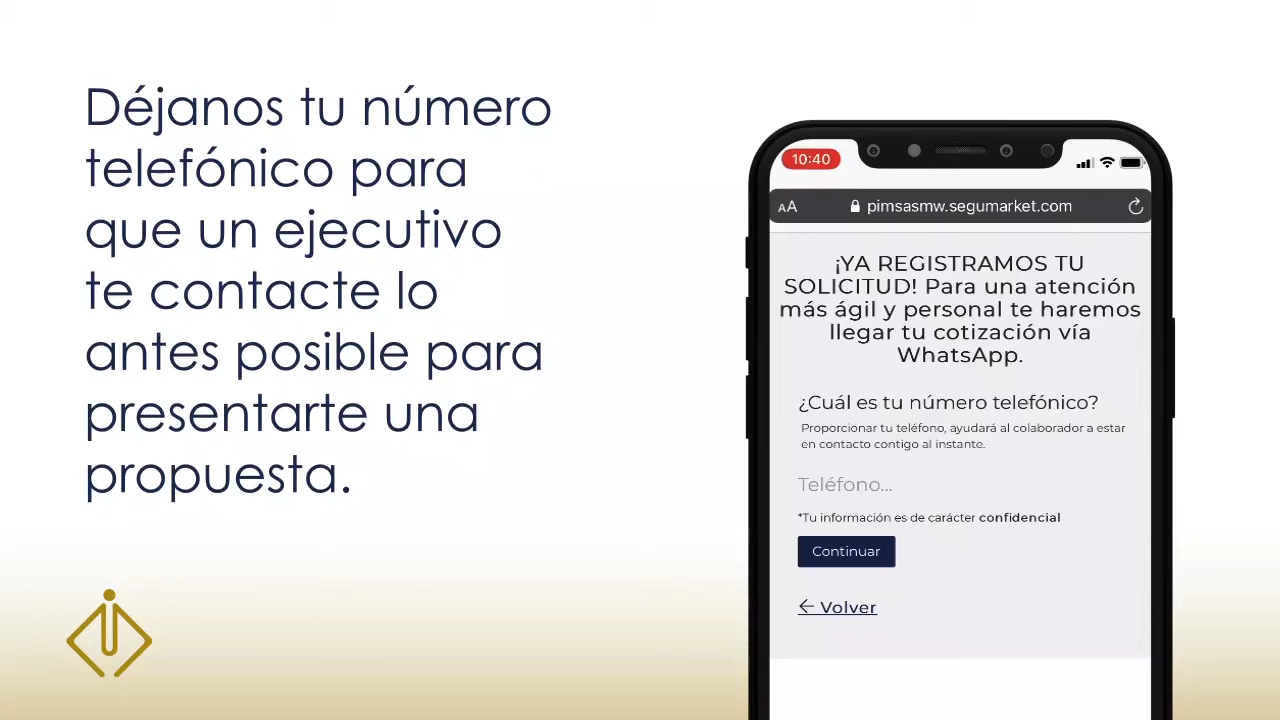 Déjanos tu número
telefónico para
que un ejecutivo
te contacte lo
antes posible para
presentarte una
propuesta.
10:40
AA
pimsasmw.segumarket.com
¡YA REGISTRAMOS TU
SOLICITUD! Para una atención
más ágil y personal te haremos
llegar tu cotización vía
WhatsApp.
¿Cuál es tu número telefónico?
Proporcionar tu teléfono, ayudará al colaborador a estar
en contacto contigo al instante.
Teléfono...
*Tu información es de carácter confidencial
Continuar
← Volver